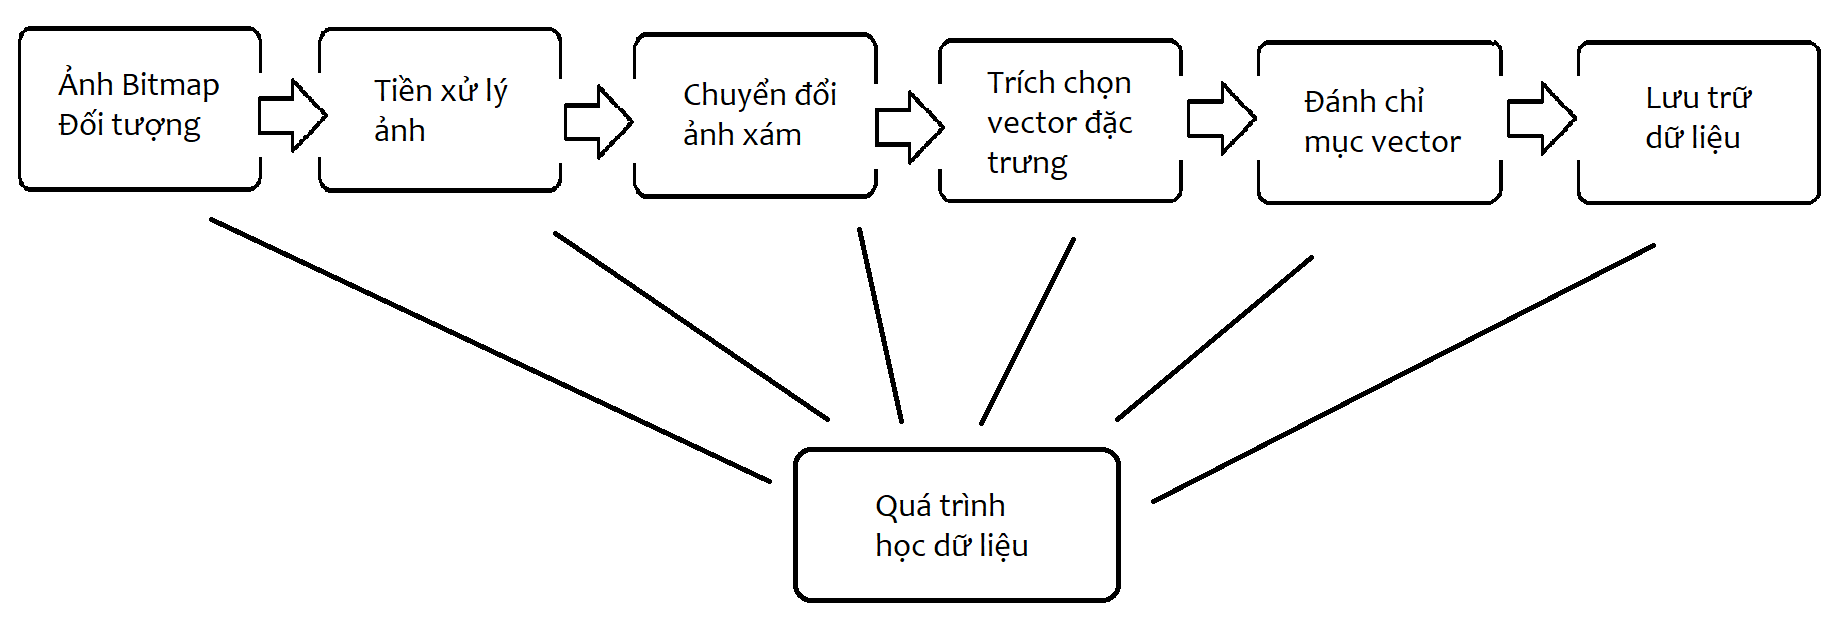 Ảnh Bitmap
Đối tượng
Tiền xử lý
ảnh
Chuyển đổi
ảnh xám
Trích chọn
vector đặc
trưng
Đánh chỉ
mục vector
Lưu trữ
dữ liệu
Quá trình
học dữ liệu